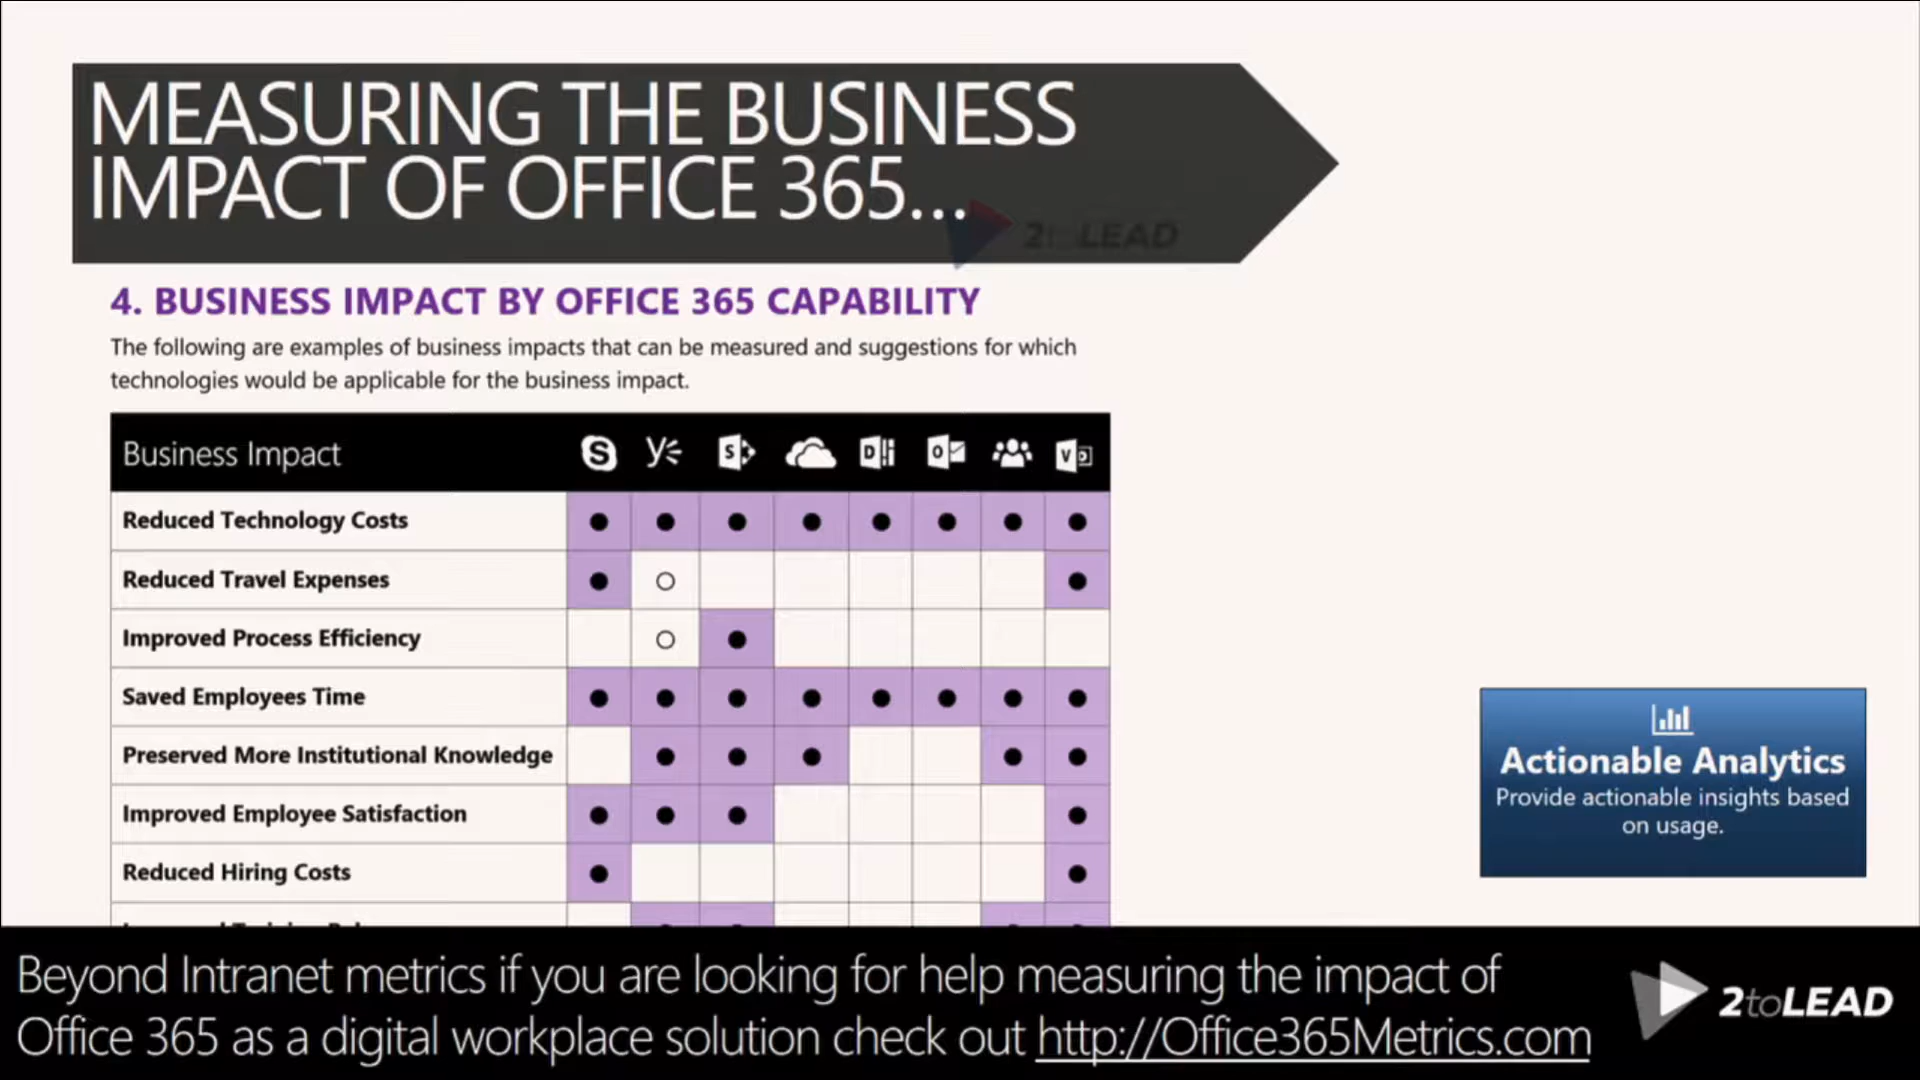 MEASURING THE BUSINESS
IMPACT OF OFFICE 365...
2toLEAD
4. BUSINESS IMPACT BY OFFICE 365 CAPABILITY
The following are examples of business impacts that can be measured and suggestions for which
technologies would be applicable for the business impact.
Business Impact
Reduced Technology Costs
Reduced Travel Expenses
Improved Process Efficiency
Saved Employees Time
Preserved More Institutional Knowledge
Improved Employee Satisfaction
Reduced Hiring Costs
Actionable Analytics
Provide actionable insights based
on usage.
Beyond Intranet metrics if you are looking for help measuring the impact of
Office 365 as a digital workplace solution check out http://Office365Metrics.com
2toLEAD